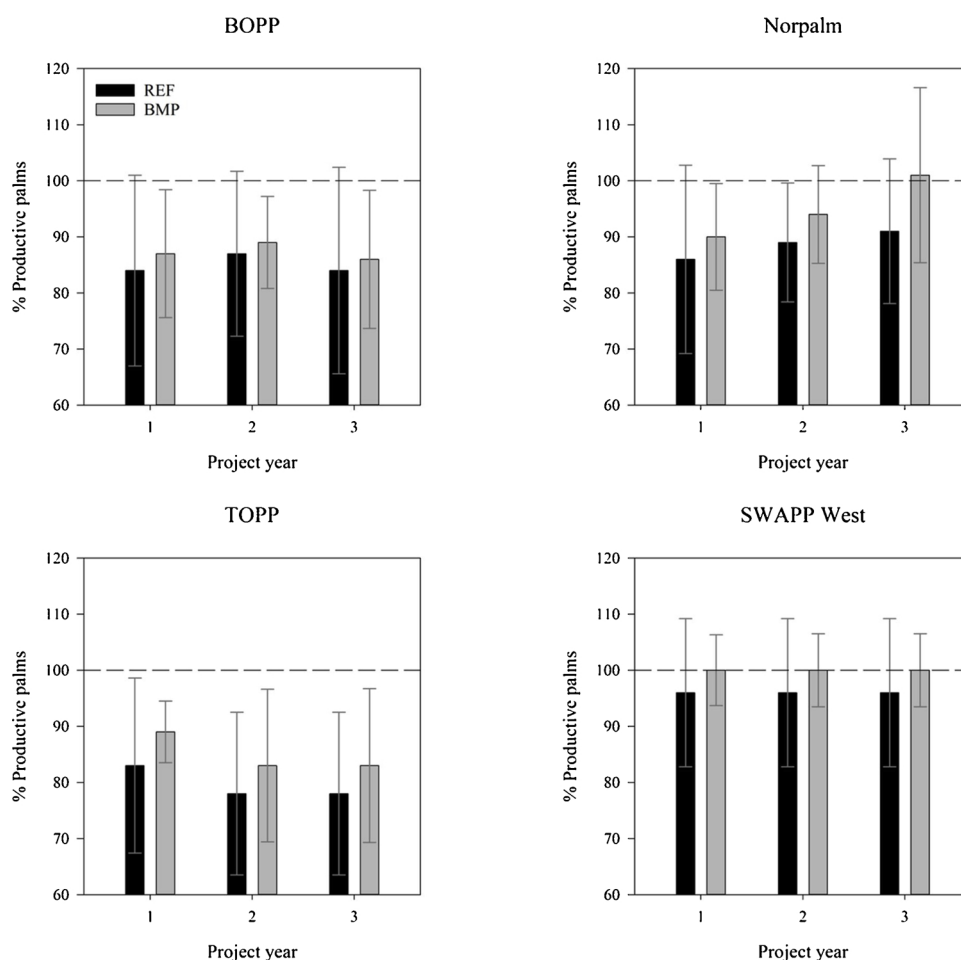 BOPP
120
110
100
90
80
70
60
% Productive palms
REF
BMP
1 2 3
Project year
Norpalm
120
110
100
90
80
70
60
% Productive palms
1 2 3
Project year
TOPP
120
110
100
90
80
70
60
% Productive palms
1 2 3
Project year
SWAPP West
120
110
100
90
80
70
60
% Productive palms
1 2 3
Project year